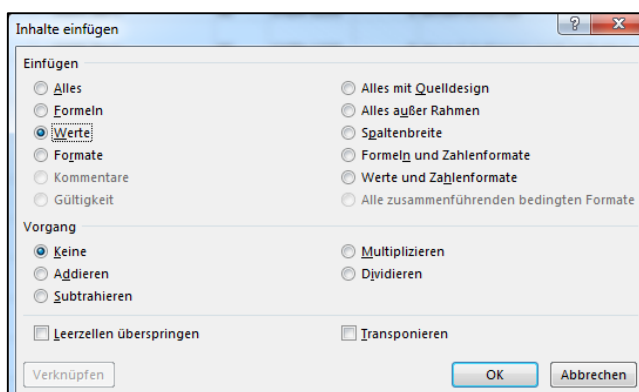 Inhalte einfügen
Einfügen
Alles
Alles mit Quelldesign
Formeln
Alles außer Rahmen
Werte
Spaltenbreite
Formate
Formeln und Zahlenformate
Kommentare
Werte und Zahlenformate
Gültigkeit
Alle zusammenführenden bedingten Formate
Vorgang
Keine
Multiplizieren
Addieren
Dividieren
Subtrahieren
Leerzellen überspringen
Transponieren
Verknüpfen
OK
Abbrechen